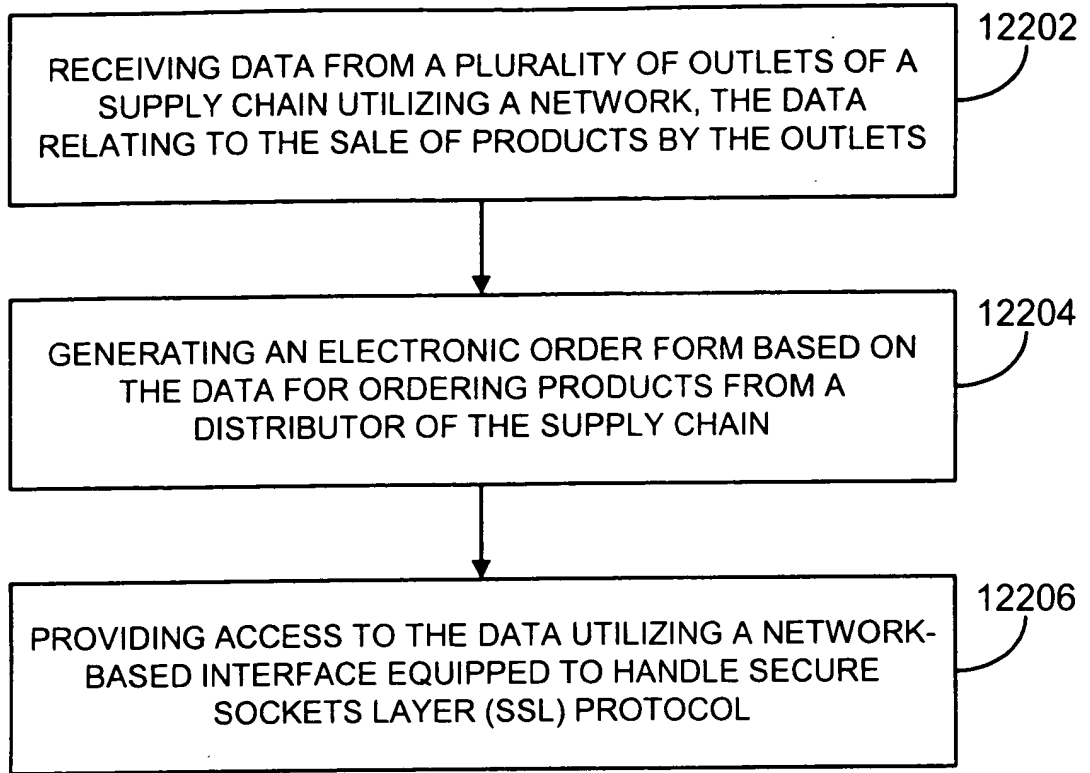 12202
RECEIVING DATA FROM A PLURALITY OF OUTLETS OF A
SUPPLY CHAIN UTILIZING A NETWORK, THE DATA
RELATING TO THE SALE OF PRODUCTS BY THE OUTLETS
12204
GENERATING AN ELECTRONIC ORDER FORM BASED ON
THE DATA FOR ORDERING PRODUCTS FROM A
DISTRIBUTOR OF THE SUPPLY CHAIN
12206
PROVIDING ACCESS TO THE DATA UTILIZING A NETWORK-
BASED INTERFACE EQUIPPED TO HANDLE SECURE
SOCKETS LAYER (SSL) PROTOCOL